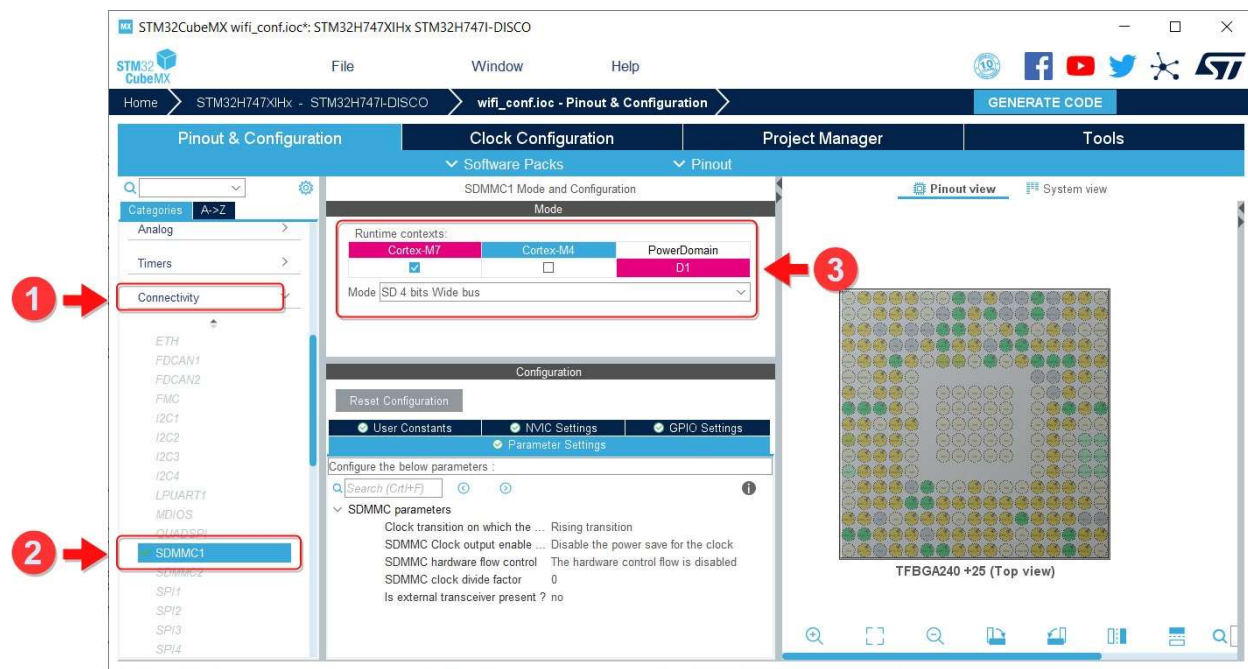 STM32CubeMX wifi_conf.ioc*: STM32H747XIHx STM32H747I-DISCO
STM32
CubeMX
File Window Help
10
Home STM32H747XIHx - STM32H747I-DISCO wifi_conf.ioc - Pinout & Configuration GENERATE CODE
Pinout & Configuration Clock Configuration Project Manager Tools
Software Packs Pinout
Categories A->Z
Analog
Timers
1
Connectivity
ETH
FDCAN1
FDCAN2
FMC
I2C1
I2C2
I2C3
I2C4
LPUART1
MDIOS
QUADSPI
2
SDMMC1
SDMMC2
SPI1
SPI2
SPI3
SPI4
SDMMC1 Mode and Configuration
Mode
Runtime contexts:
Cortex-M7 Cortex-M4 PowerDomain
D1
3
Mode SD 4 bits Wide bus
Configuration
Reset Configuration
User Constants NVIC Settings GPIO Settings
Parameter Settings
Configure the below parameters :
Search (Crtl+F)
SDMMC parameters
Clock transition on which the ... Rising transition
SDMMC Clock output enable ... Disable the power save for the clock
SDMMC hardware flow control The hardware control flow is disabled
SDMMC clock divide factor 0
Is external transceiver present ? no
Pinout view System view
TFBGA240 +25 (Top view)